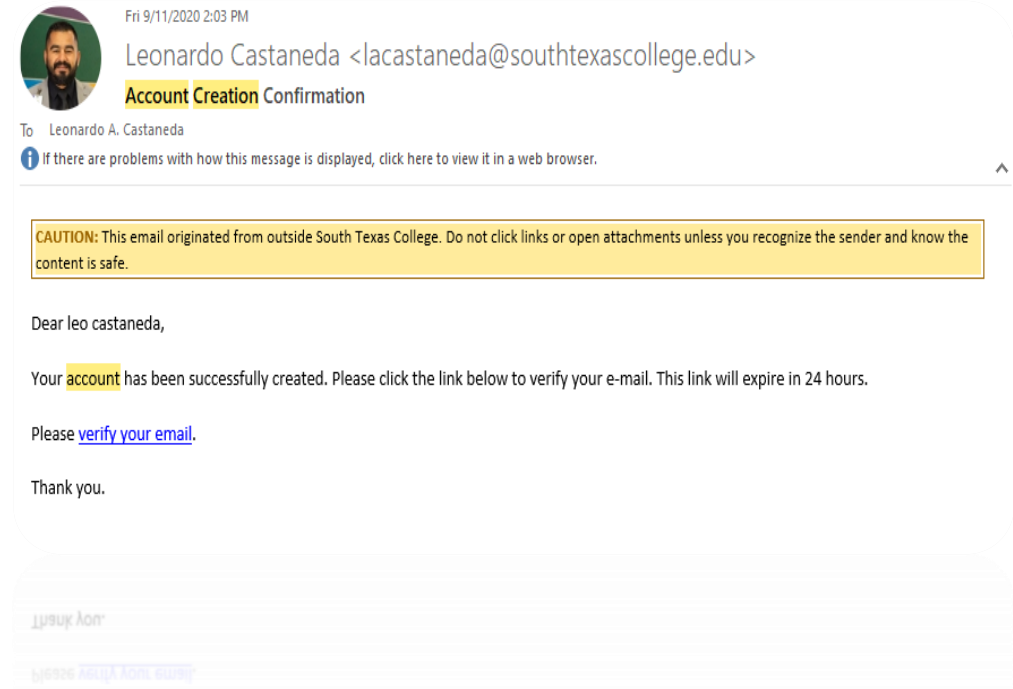 Fri 9/11/2020 2:03 PM
Leonardo Castaneda <lacastaneda@southtexascollege.edu>
Account Creation Confirmation
To Leonardo A. Castaneda
If there are problems with how this message is displayed, click here to view it in a web browser.
CAUTION: This email originated from outside South Texas College. Do not click links or open attachments unless you recognize the sender and know the
content is safe.
Dear leo castaneda,
Your account has been successfully created. Please click the link below to verify your e-mail. This link will expire in 24 hours.
Please verify your email.
Thank you.